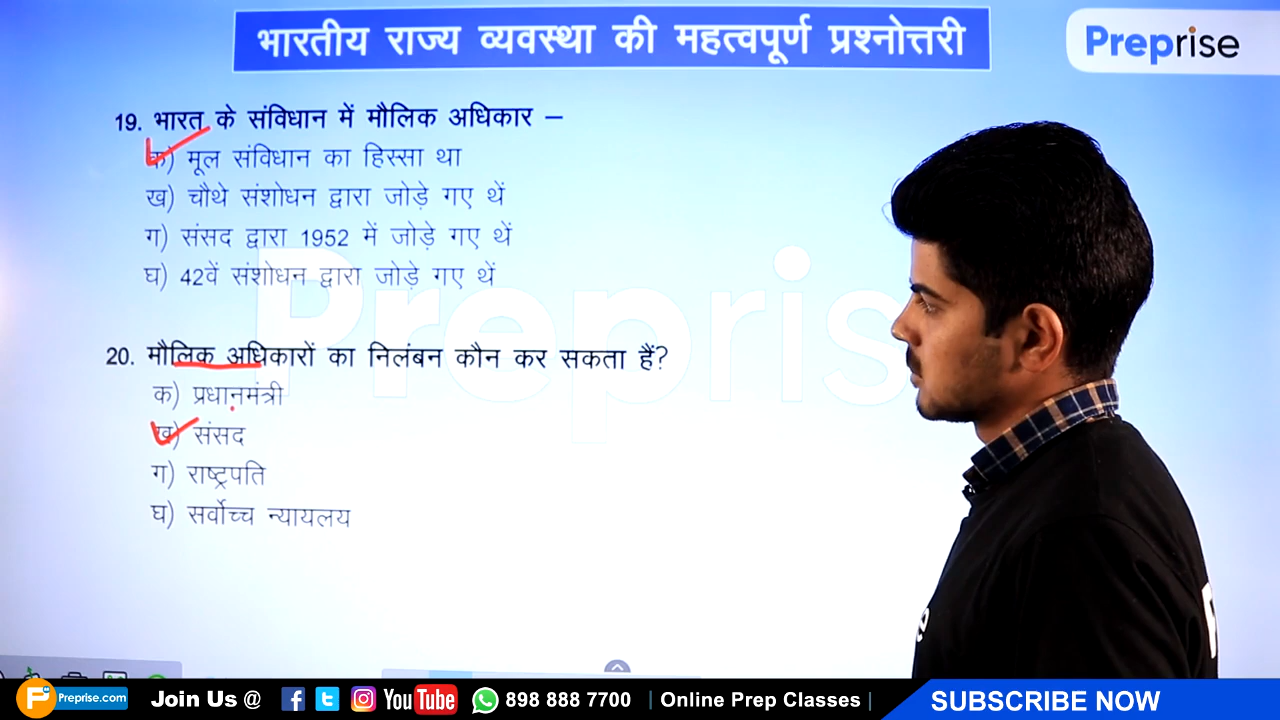 भारतीय राज्य व्यवस्था की महत्वपूर्ण प्रश्नोत्तरी
Preprise
19. भारत के संविधान में मौलिक अधिकार –
क) मूल संविधान का हिस्सा था
ख) चौथे संशोधन द्वारा जोड़े गए थें
ग) संसद द्वारा 1952 में जोड़े गए थें
घ) 42वें संशोधन द्वारा जोड़े गए थें
Prepris
20. मौलिक अधिकारों का निलंबन कौन कर सकता हैं?
क) प्रधानमंत्री
ख) संसद
ग) राष्ट्रपति
घ) सर्वोच्च न्यायलय
Preprise.com Join Us @ YouTube 898 888 7700 | Online Prep Classes | SUBSCRIBE NOW